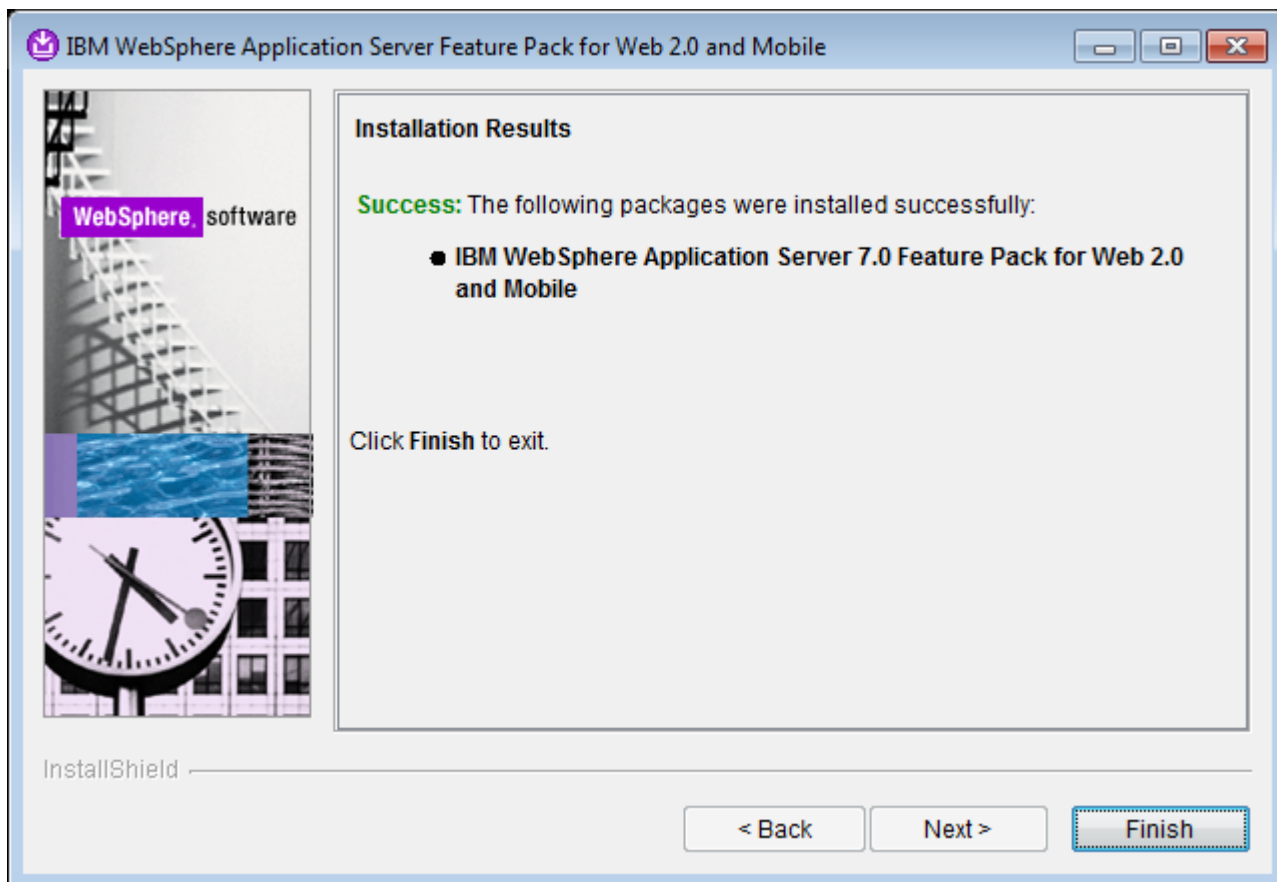 IBM WebSphere Application Server Feature Pack for Web 2.0 and Mobile
WebSphere. software
Installation Results
Success: The following packages were installed successfully:
IBM WebSphere Application Server 7.0 Feature Pack for Web 2.0
and Mobile
Click Finish to exit.
InstallShield
< Back
Next >
Finish